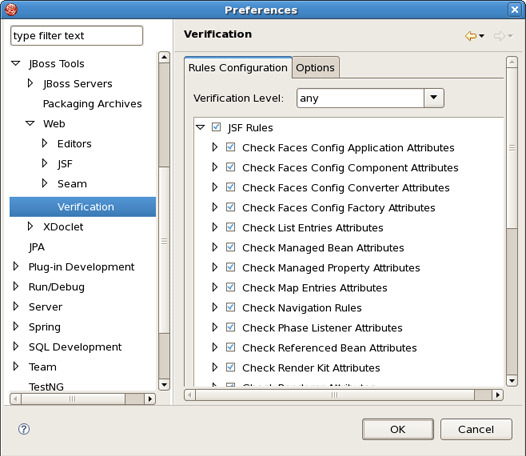 Preferences
type filter text
JBoss Tools
JBoss Servers
Packaging Archives
Web
Editors
JSF
Seam
Verification
XDoclet
JPA
Plug-in Development
Run/Debug
Server
Spring
SQL Development
Team
TestNG
Verification
Rules Configuration
Options
Verification Level:
any
JSF Rules
Check Faces Config Application Attributes
Check Faces Config Component Attributes
Check Faces Config Converter Attributes
Check Faces Config Factory Attributes
Check List Entries Attributes
Check Managed Bean Attributes
Check Managed Property Attributes
Check Map Entries Attributes
Check Navigation Rules
Check Phase Listener Attributes
Check Referenced Bean Attributes
Check Render Kit Attributes
?
OK
Cancel